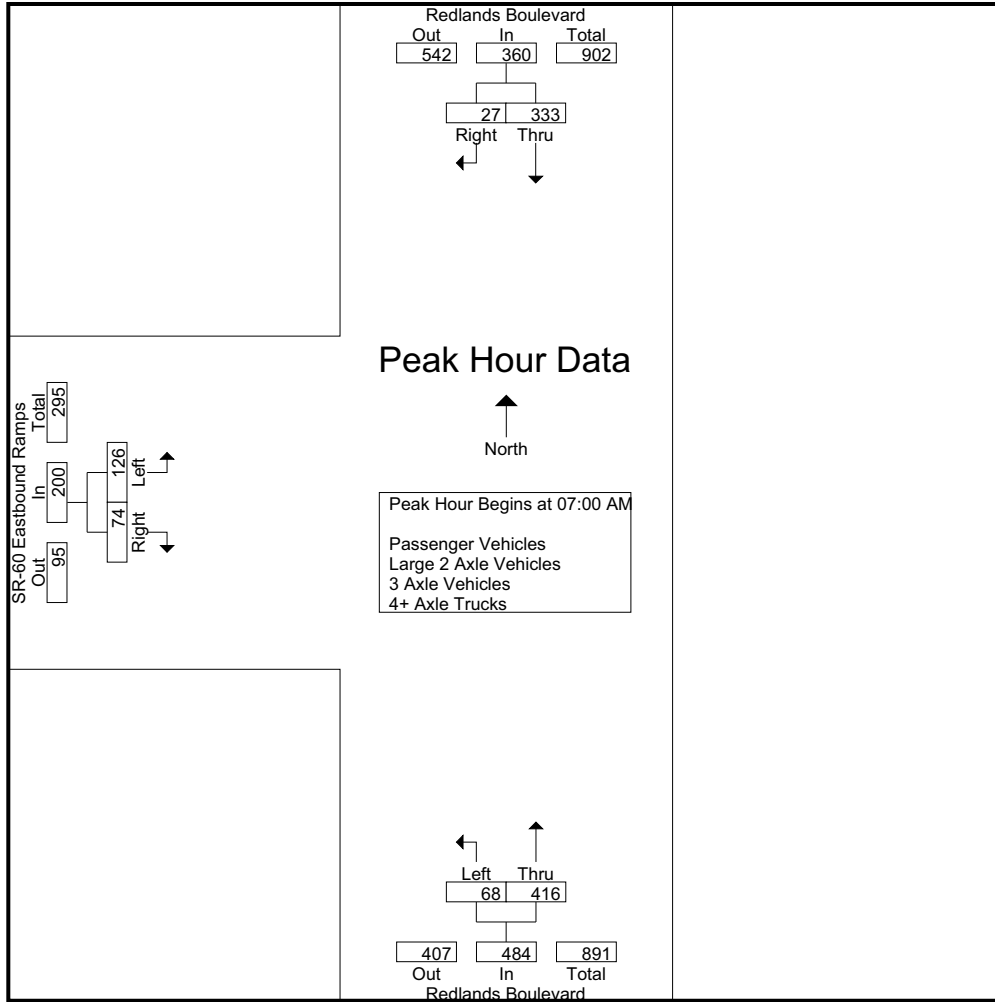 Redlands Boulevard
Out In Total
542 360 902
27 333
Right Thru
Peak Hour Data
North
SR-60 Eastbound Ramps
Out In Total
95 200 295
74 126
Right Left
Peak Hour Begins at 07:00 AM
Passenger Vehicles
Large 2 Axle Vehicles
3 Axle Vehicles
4+ Axle Trucks
Left Thru
68 416
407 484 891
Out In Total
Redlands Boulevard